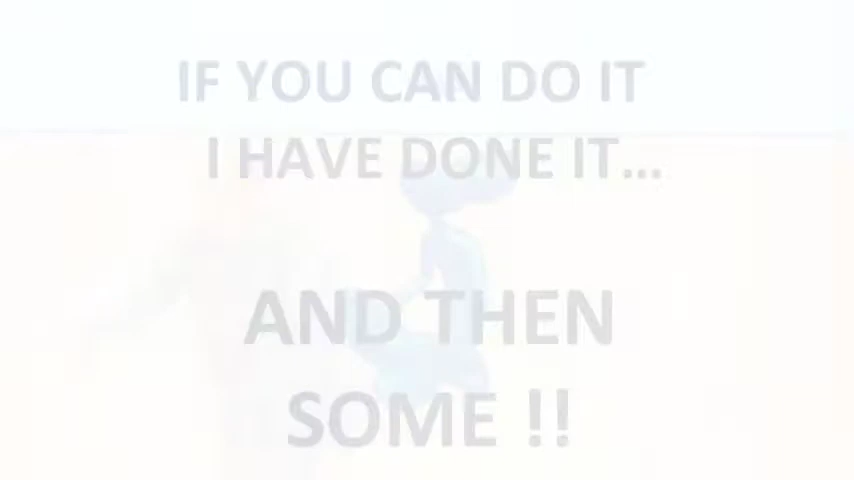 IF YOU CAN DO IT
I HAVE DONE IT...
AND THEN
SOME !!